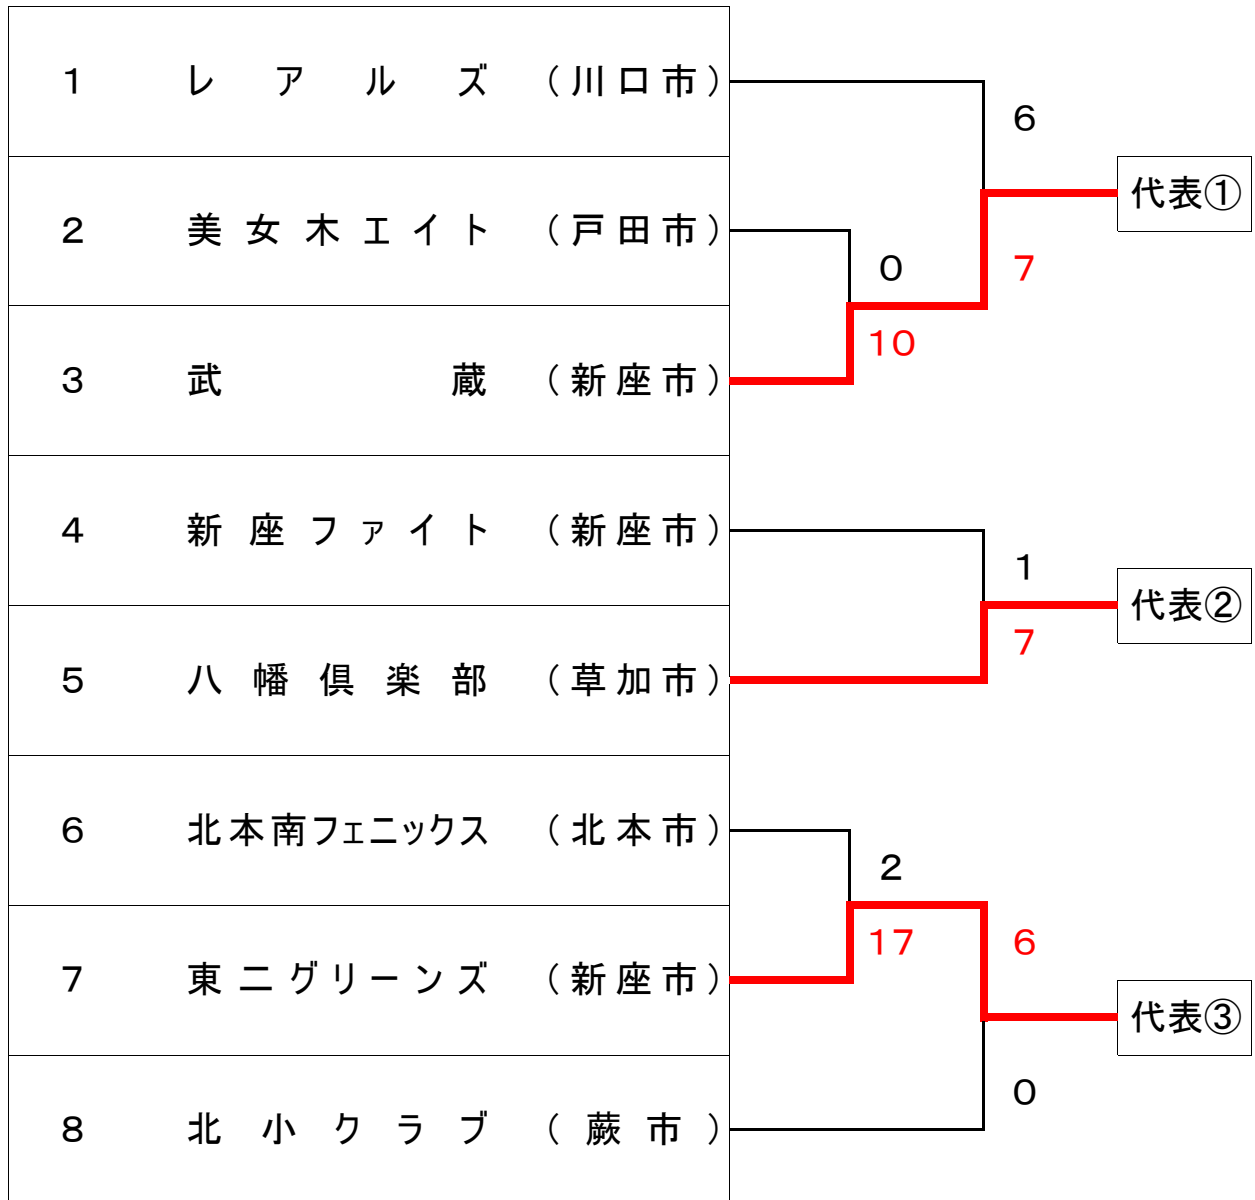 1 レアルズ (川口市)
6
代表①
2 美女木エイト (戸田市)
0
7
10
3 武蔵 (新座市)
4 新座ファイト (新座市)
1
代表②
7
5 八幡倶楽部 (草加市)
6 北本南フェニックス (北本市)
2
17
6
7 東二グリーンズ (新座市)
代表③
0
8 北小クラブ (蕨市)